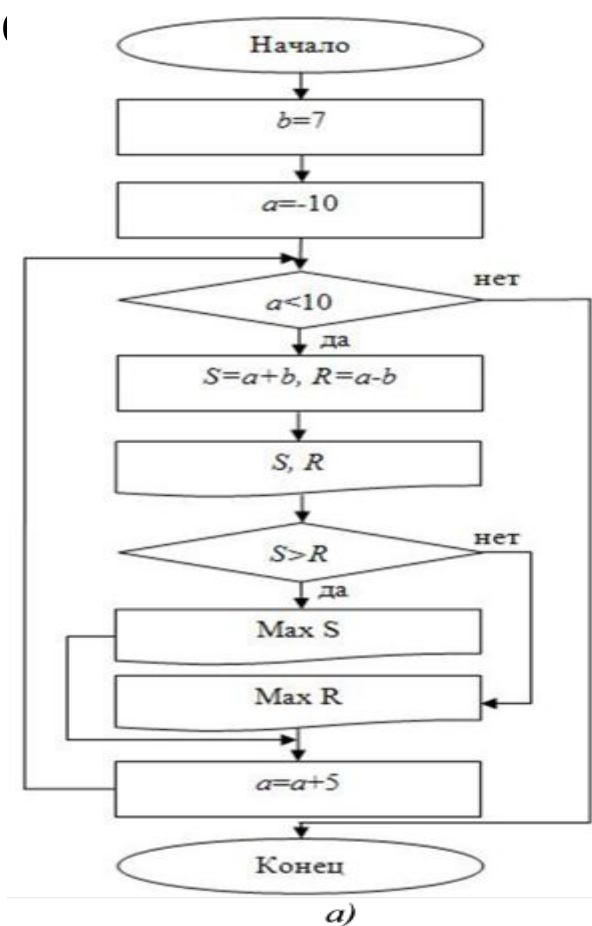 Начало
b=7
a=-10
нет
a<10
да
S=a+b, R=a-b
S, R
нет
S>R
да
Max S
Max R
a=a+5
Конец
а)